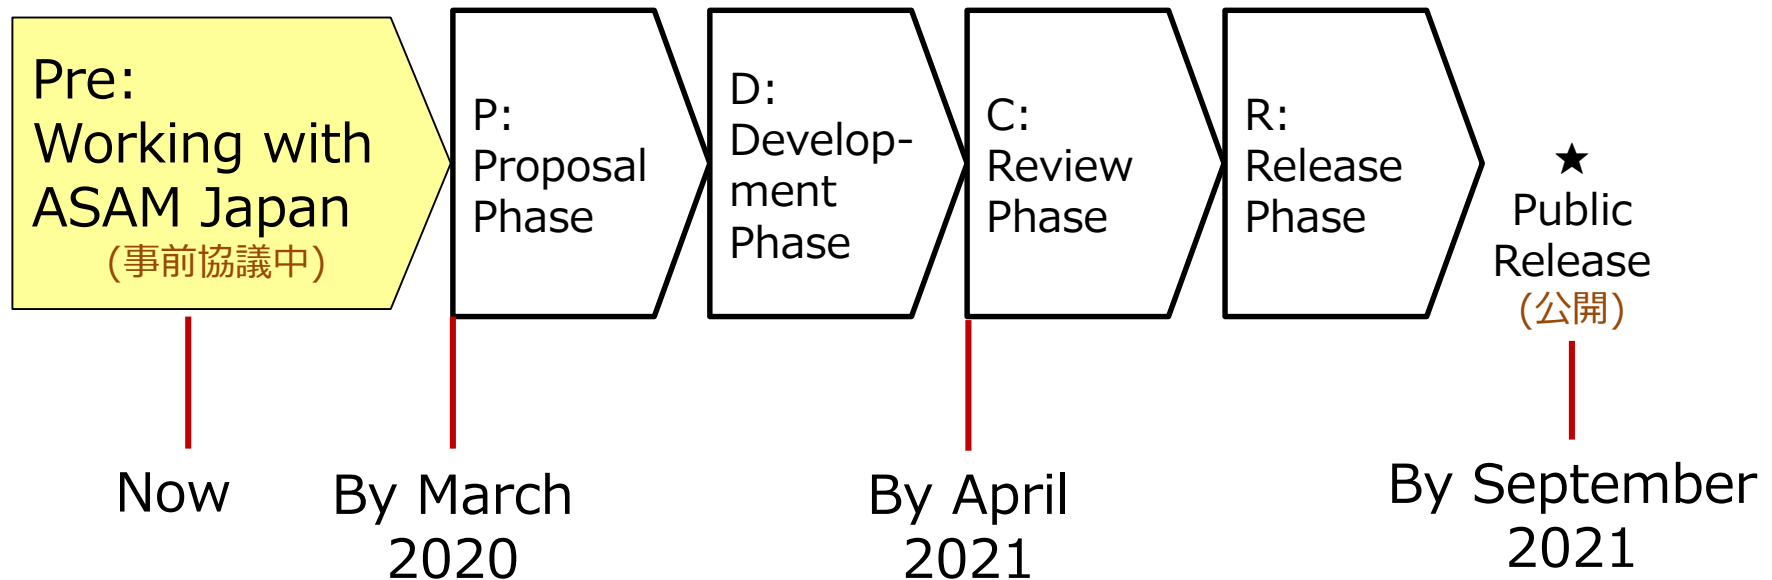 Pre:
Working with
ASAM Japan
(事前協議中)
P:
Proposal
Phase
D:
Develop-
ment
Phase
C:
Review
Phase
R:
Release
Phase
★
Public
Release
(公開)
Now
By March
2020
By April
2021
By September
2021